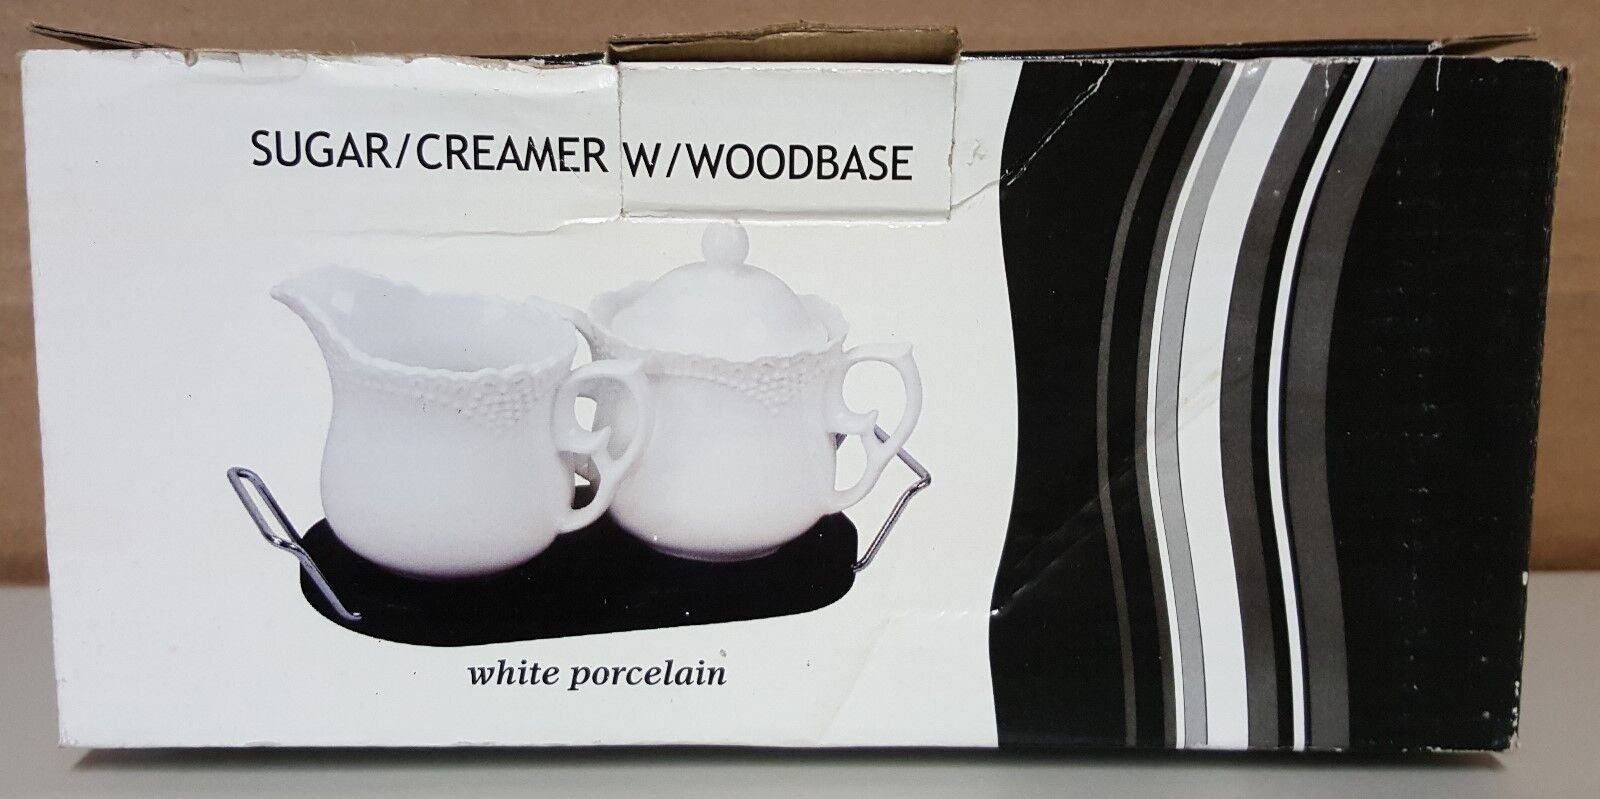 SUGAR/CREAMER W/WOODBASE
white porcelain